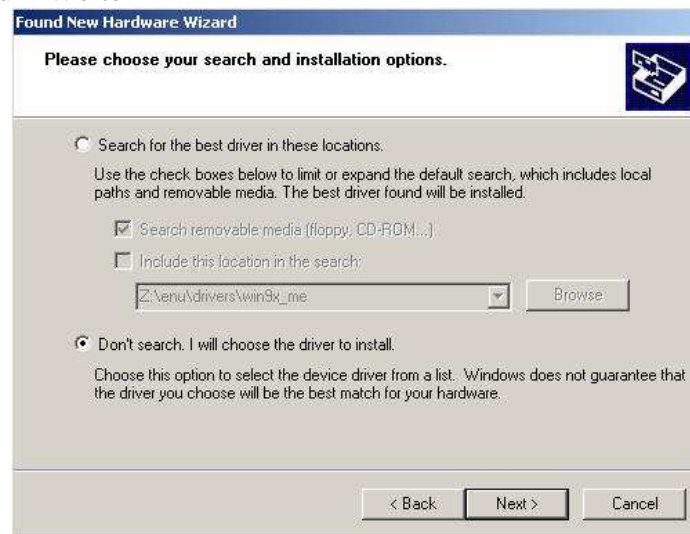 Found New Hardware Wizard
Please choose your search and installation options.
Search for the best driver in these locations.
Use the check boxes below to limit or expand the default search, which includes local
paths and removable media. The best driver found will be installed.
Search removable media (floppy, CD-ROM...)
Include this location in the search:
Z:\enu\drivers\win9x_me
Browse
Don't search. I will choose the driver to install.
Choose this option to select the device driver from a list. Windows does not guarantee that
the driver you choose will be the best match for your hardware.
< Back Next > Cancel